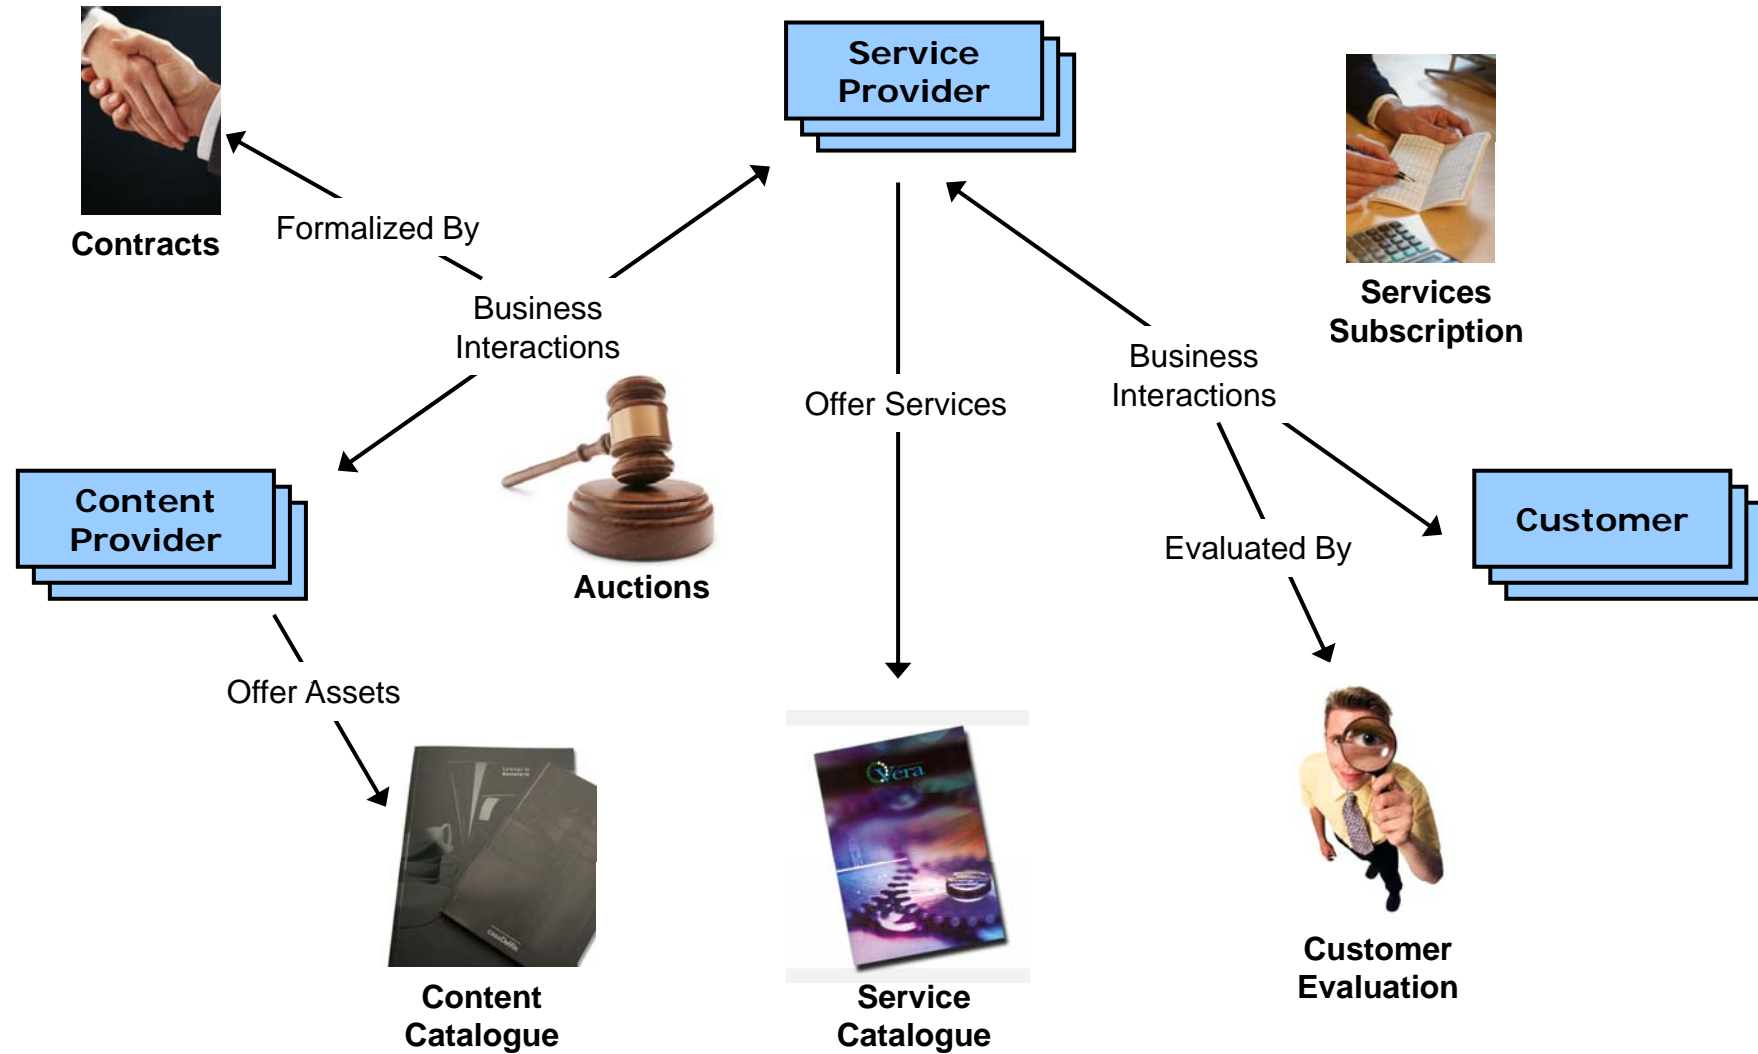 Service
Provider
Contracts
Formalized By
Services
Subscription
Business
Interactions
Business
Interactions
Offer Services
Content
Provider
Customer
Evaluated By
Auctions
Offer Assets
Vera
Customer
Evaluation
Content
Catalogue
Service
Catalogue